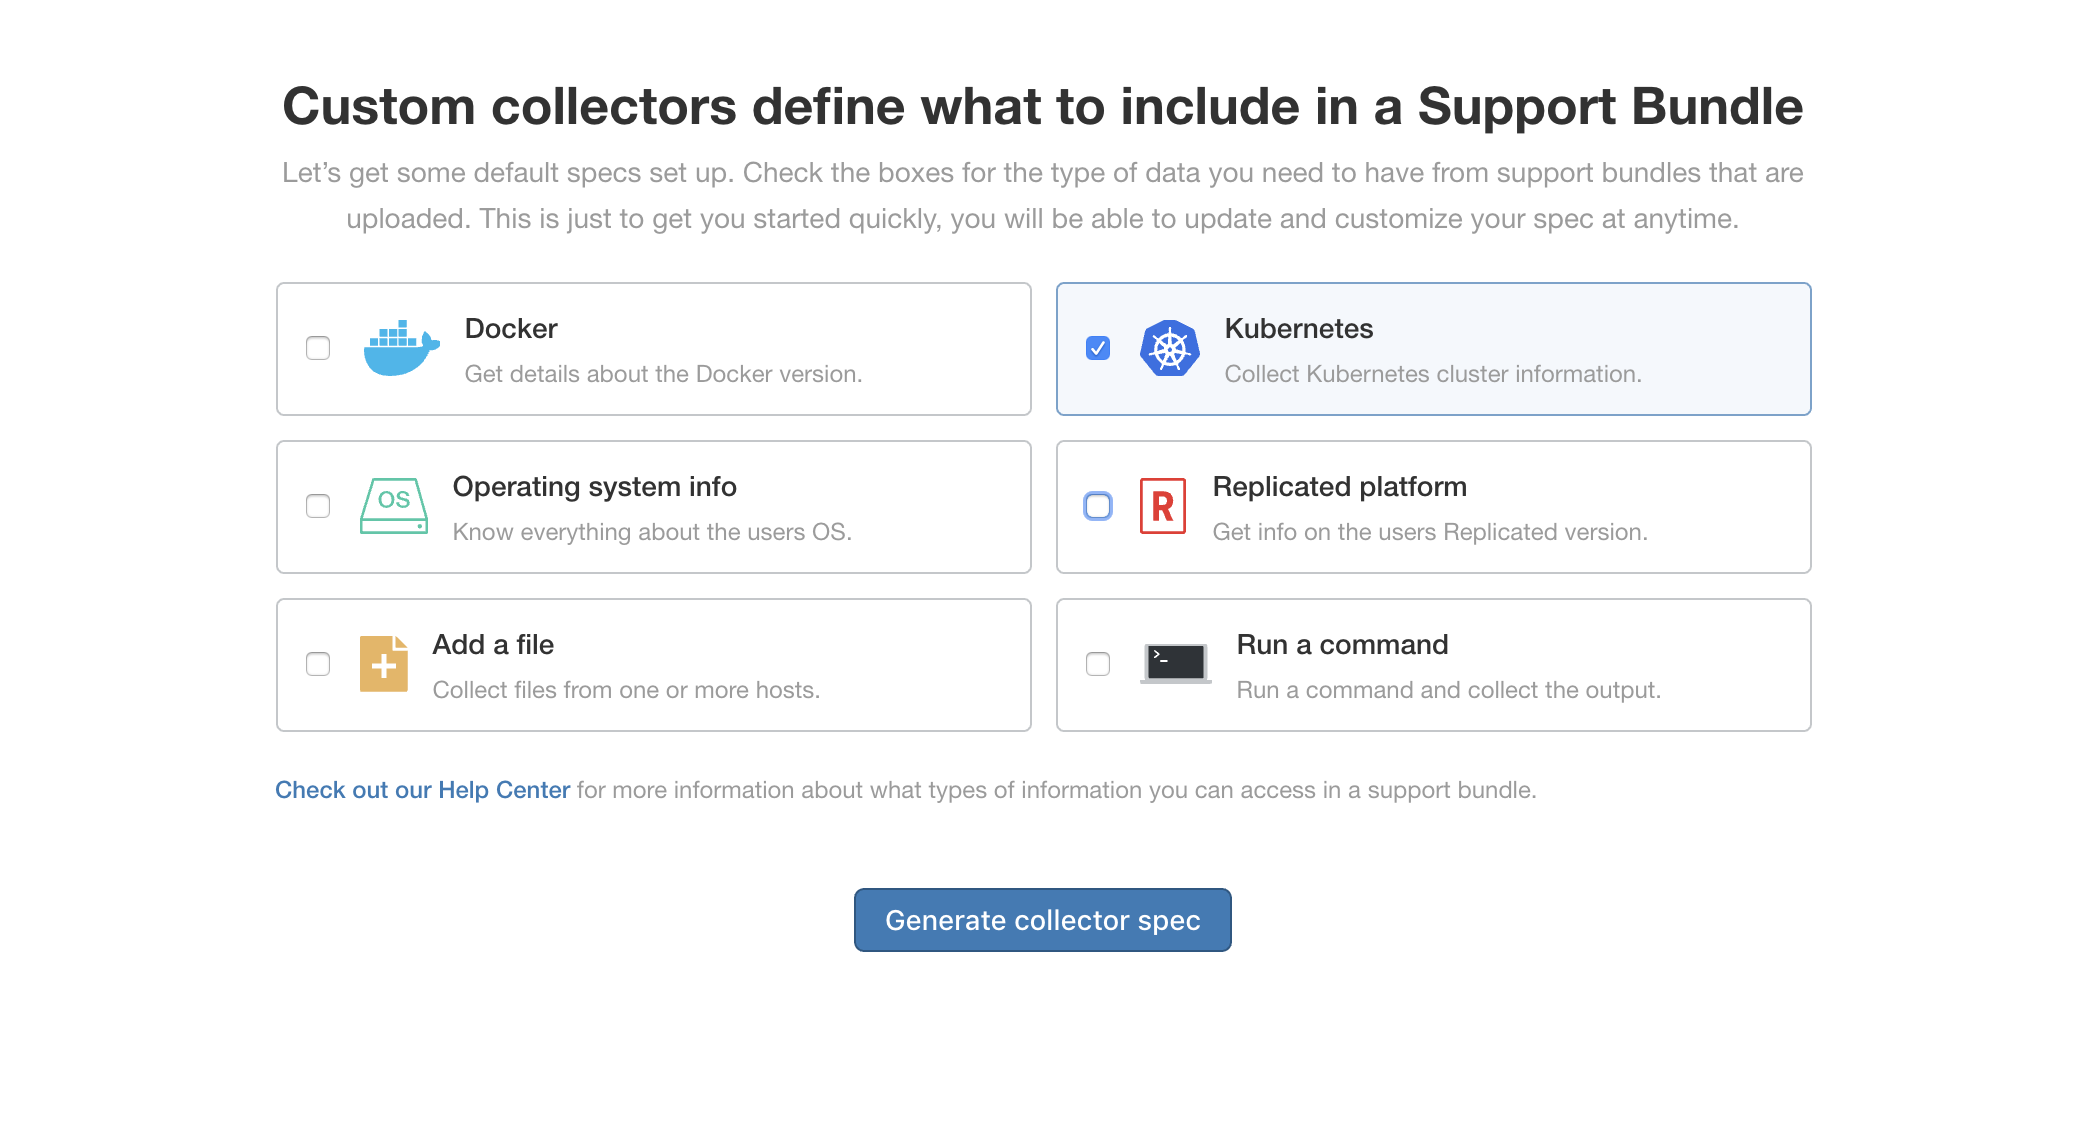 Custom collectors define what to include in a Support Bundle
Let’s get some default specs set up. Check the boxes for the type of data you need to have from support bundles that are
uploaded. This is just to get you started quickly, you will be able to update and customize your spec at anytime.
Docker
Get details about the Docker version.
Kubernetes
Collect Kubernetes cluster information.
OS
Operating system info
Know everything about the users OS.
R
Replicated platform
Get info on the users Replicated version.
Add a file
Collect files from one or more hosts.
>_
Run a command
Run a command and collect the output.
Check out our Help Center for more information about what types of information you can access in a support bundle.
Generate collector spec